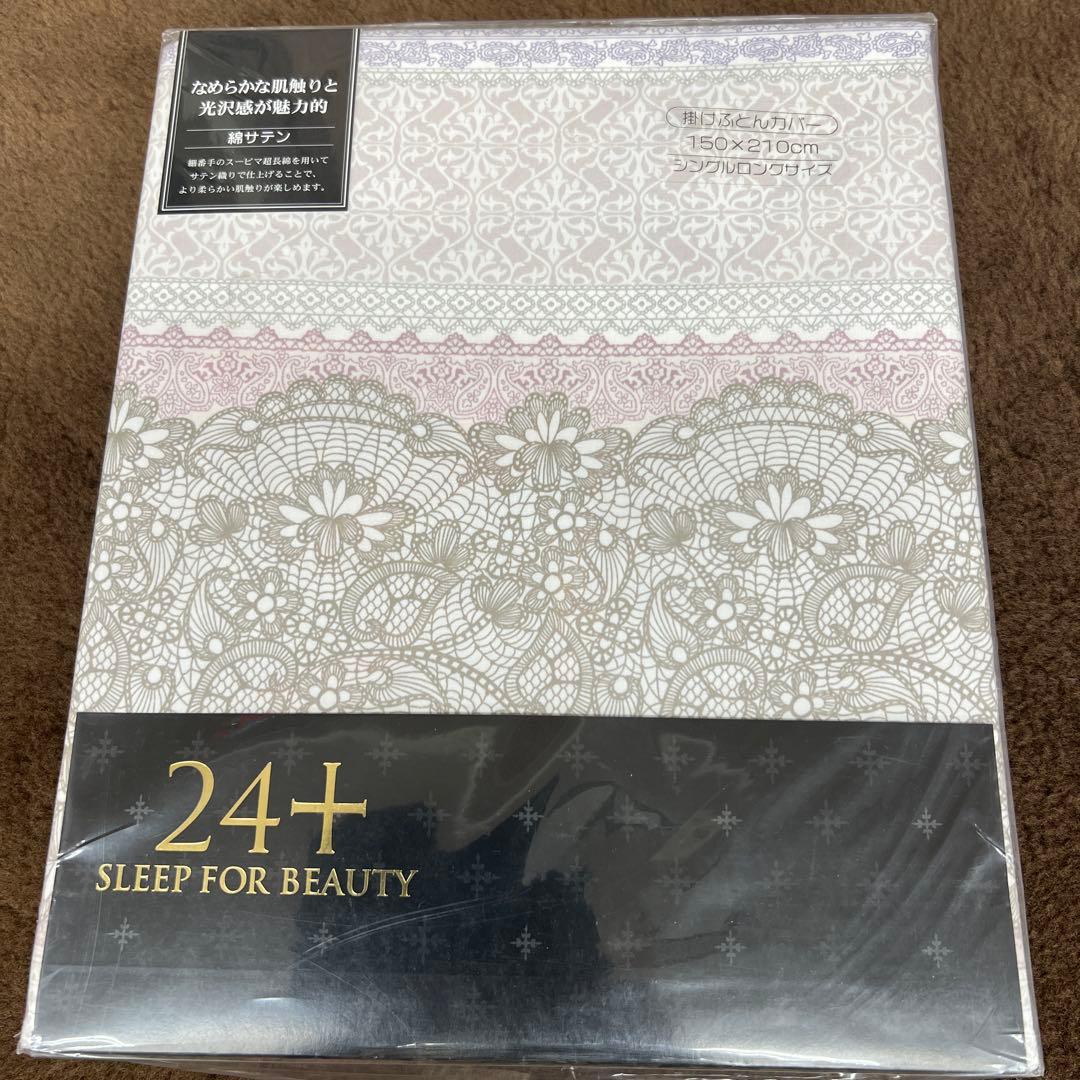 なめらかな肌触りと
光沢感が魅力的
綿サテン
細番手のスーピマ超長綿を用いて
サテン織りで仕上げることで、
より柔らかい肌触りが楽しめます。
掛けふとんカバー
150×210cm
シングルロングサイズ
24+
SLEEP FOR BEAUTY